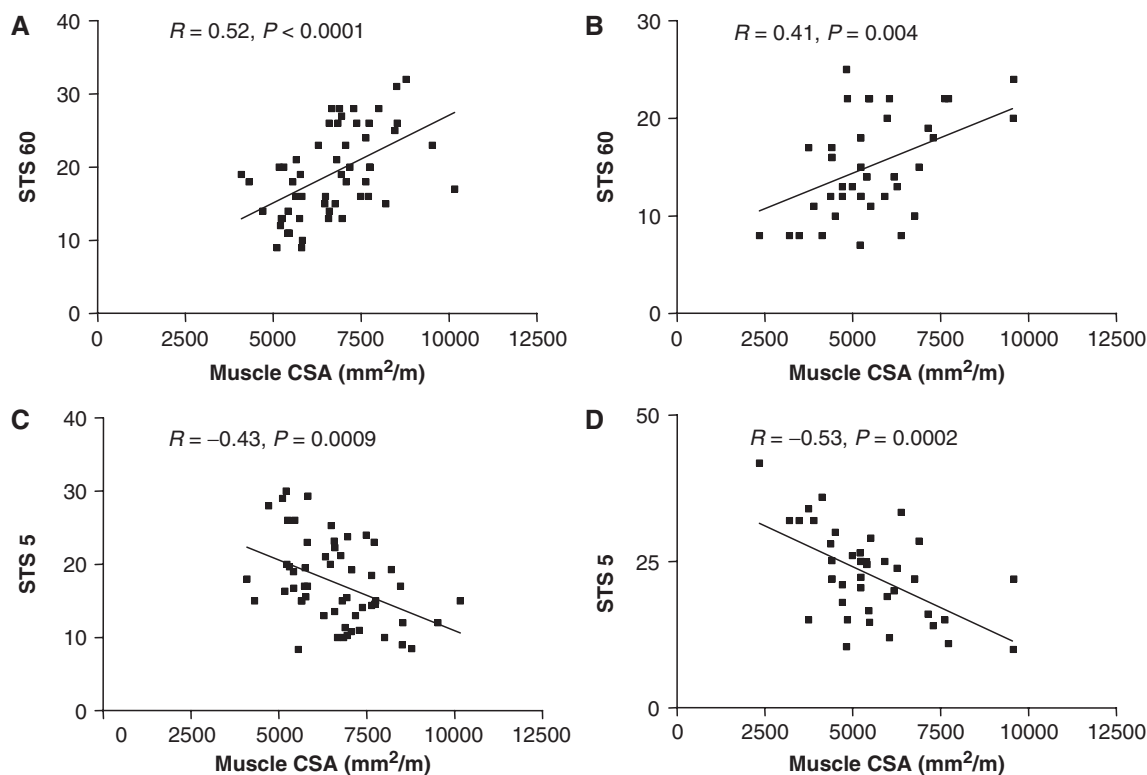 A
R = 0.52, P < 0.0001
40
30
20
10
0
STS 60
0 2500 5000 7500 10000 12500
Muscle CSA (mm²/m)
B
R = 0.41, P = 0.004
30
20
10
0
STS 60
0 2500 5000 7500 10000 12500
Muscle CSA (mm²/m)
C
R = −0.43, P = 0.0009
40
30
20
10
0
STS 5
0 2500 5000 7500 10000 12500
Muscle CSA (mm²/m)
D
R = −0.53, P = 0.0002
50
25
0
STS 5
0 2500 5000 7500 10000 12500
Muscle CSA (mm²/m)